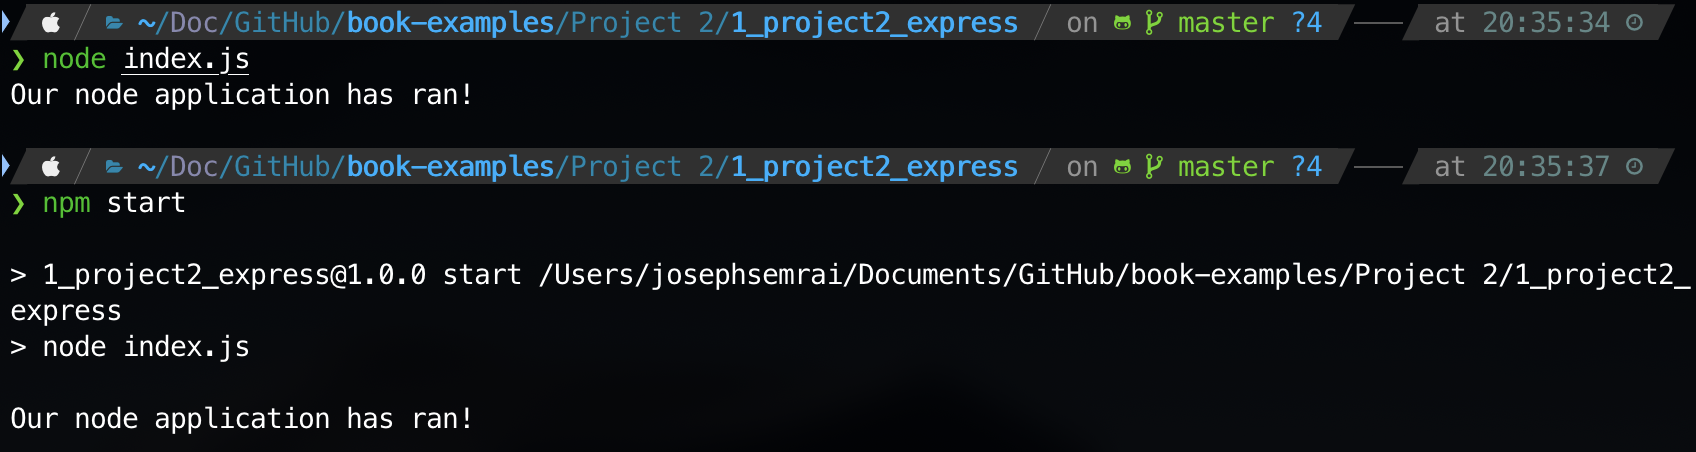 ~/Doc/GitHub/book-examples/Project 2/1_project2_express on master ?4 at 20:35:34
❯ node index.js
Our node application has ran!
~/Doc/GitHub/book-examples/Project 2/1_project2_express on master ?4 at 20:35:37
❯ npm start
> 1_project2_express@1.0.0 start /Users/josephsemrai/Documents/GitHub/book-examples/Project 2/1_project2_
express
> node index.js
Our node application has ran!